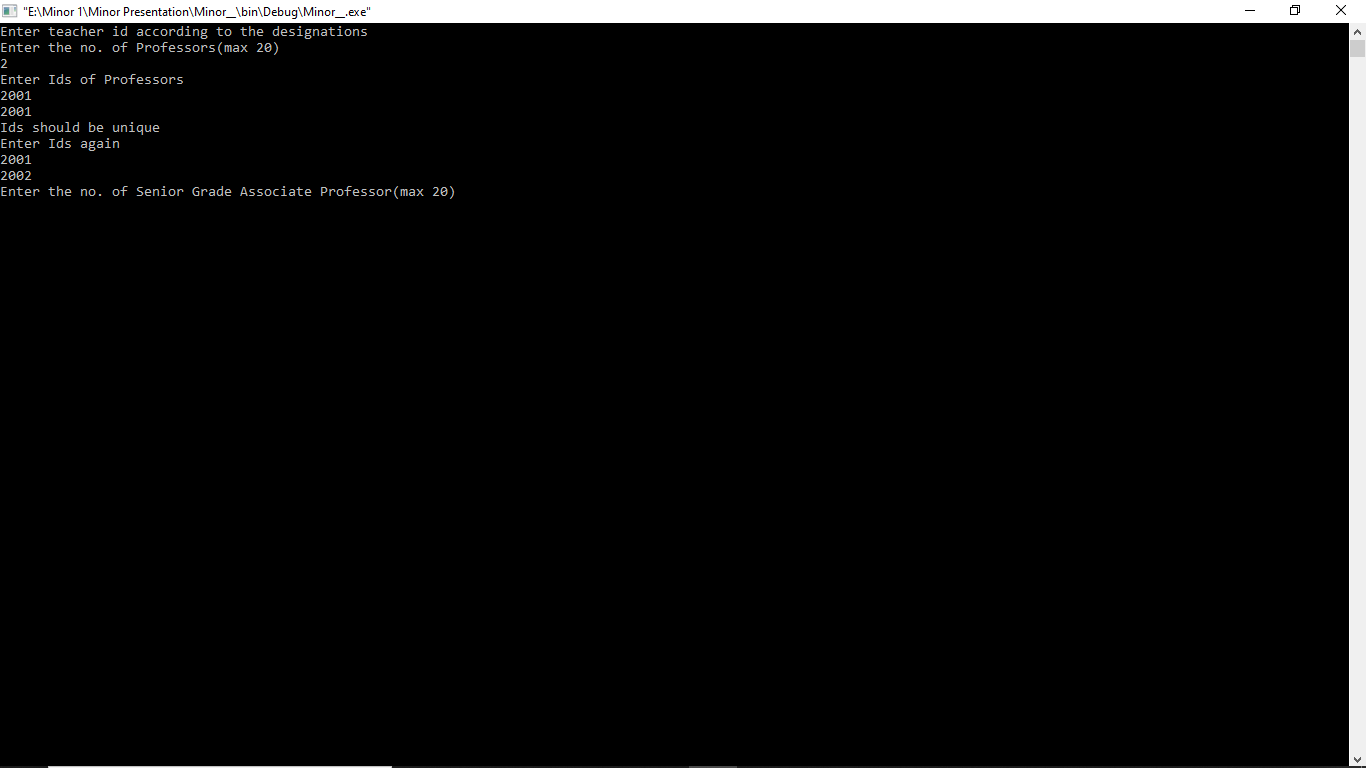 "E:\Minor 1\Minor Presentation\Minor__\bin\Debug\Minor__.exe"
Enter teacher id according to the designations
Enter the no. of Professors(max 20)
2
Enter Ids of Professors
2001
2001
Ids should be unique
Enter Ids again
2001
2002
Enter the no. of Senior Grade Associate Professor(max 20)